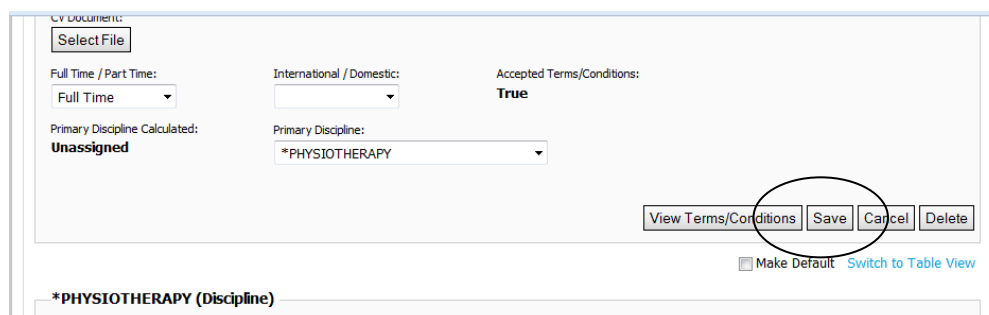 CV Document:
Select File
Full Time / Part Time: International / Domestic: Accepted Terms/Conditions:
Full Time True
Primary Discipline Calculated: Primary Discipline:
Unassigned *PHYSIOTHERAPY
View Terms/Conditions Save Cancel Delete
Make Default Switch to Table View
*PHYSIOTHERAPY (Discipline)